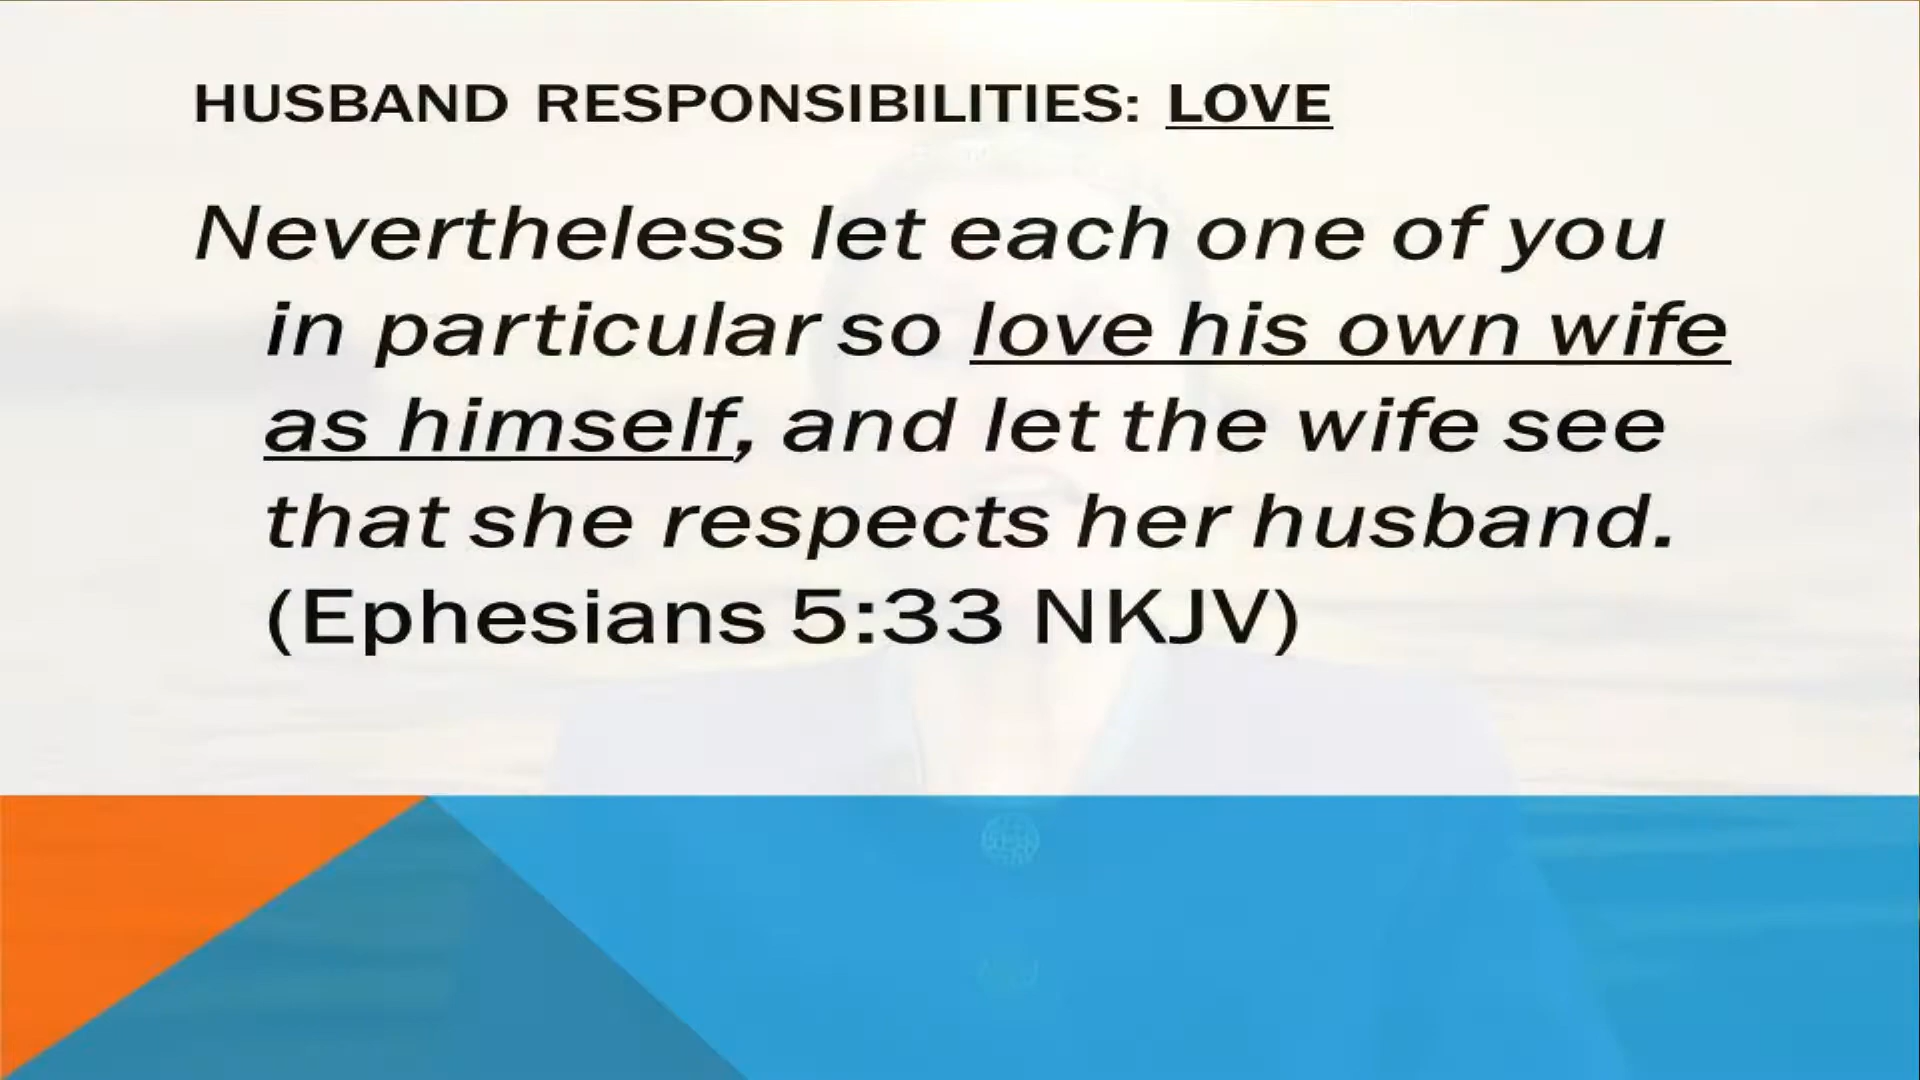 HUSBAND RESPONSIBILITIES: LOVE
Nevertheless let each one of you
in particular so love his own wife
as himself, and let the wife see
that she respects her husband.
(Ephesians 5:33 NKJV)